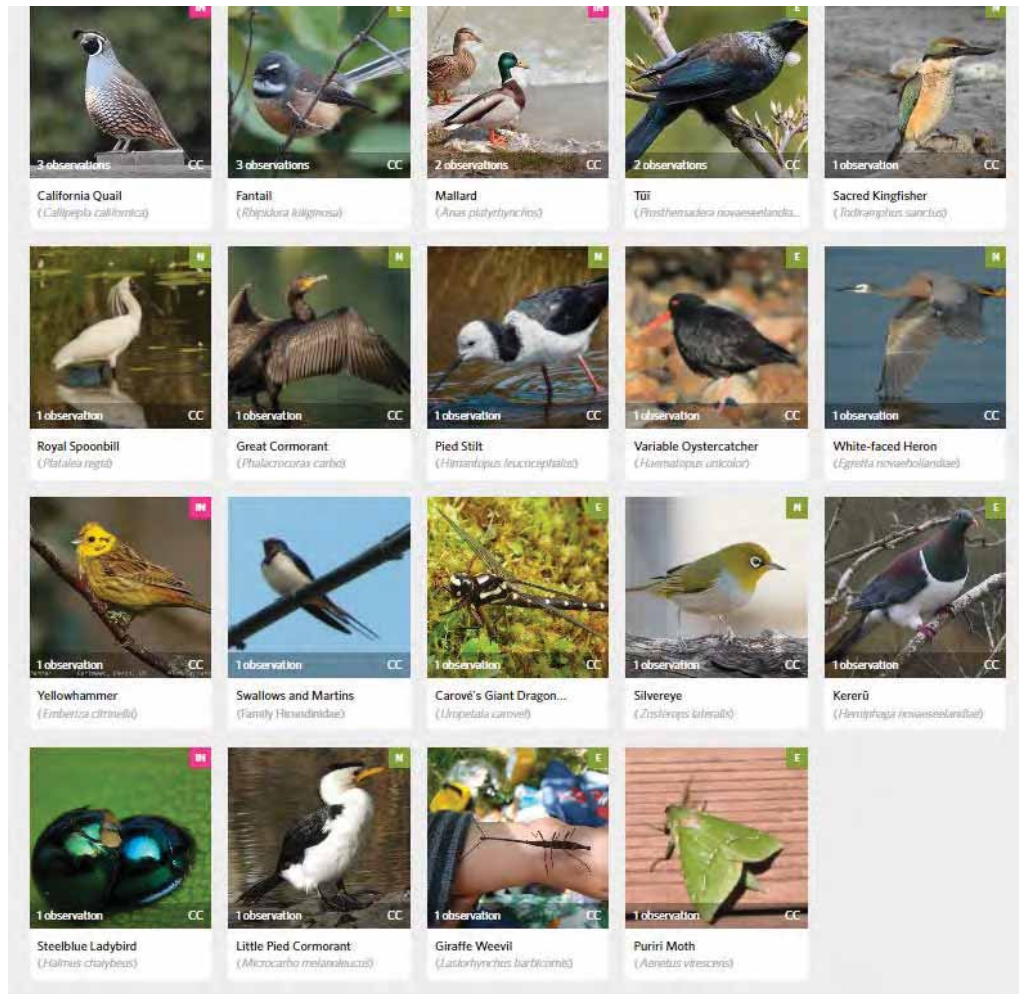 IN
E
IN
E
N
3 observations CC
3 observations CC
2 observations CC
2 observations CC
1 observation CC
California Quail
Fantail
Mallard
Tūī
Sacred Kingfisher
(Callipepla californica)
(Rhipidura fuliginosa)
(Anas platyrhynchos)
(Prosthemadera novaeseelandia...
(Todiramphus sanctus)
N
N
N
E
N
1 observation CC
1 observation CC
1 observation CC
1 observation CC
1 observation CC
Royal Spoonbill
Great Cormorant
Pied Stilt
Variable Oystercatcher
White-faced Heron
(Platalea regia)
(Phalacrocorax carbo)
(Himantopus leucocephalus)
(Haematopus unicolor)
(Egretta novaehollandiae)
IN
E
N
E
1 observation CC
1 observation CC
1 observation CC
1 observation CC
1 observation CC
Yellowhammer
Swallows and Martins
Carové's Giant Dragon...
Silvereye
Kererū
(Emberiza citrinella)
(Family Hirundinidae)
(Uropetala carovei)
(Zosterops lateralis)
(Hemiphaga novaeseelandiae)
IN
N
E
E
1 observation CC
1 observation CC
1 observation CC
1 observation CC
Steelblue Ladybird
Little Pied Cormorant
Giraffe Weevil
Puriri Moth
(Halmus chalybeus)
(Microcarbo melanoleucos)
(Lasiorhynchus barbicornis)
(Aenetus virescens)